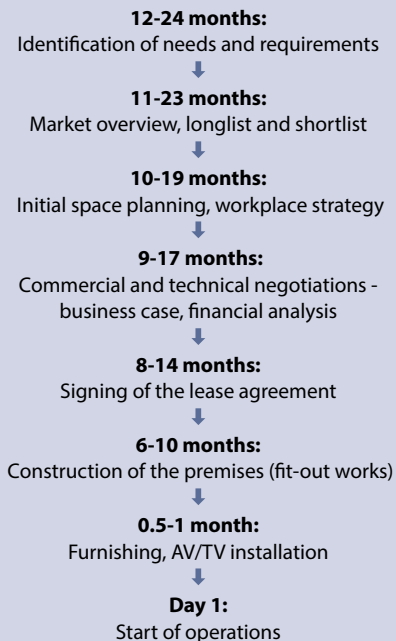 12-24 months:
Identification of needs and requirements
11-23 months:
Market overview, longlist and shortlist
10-19 months:
Initial space planning, workplace strategy
9-17 months:
Commercial and technical negotiations -
business case, financial analysis
8-14 months:
Signing of the lease agreement
6-10 months:
Construction of the premises (fit-out works)
0.5-1 month:
Furnishing, AV/TV installation
Day 1:
Start of operations